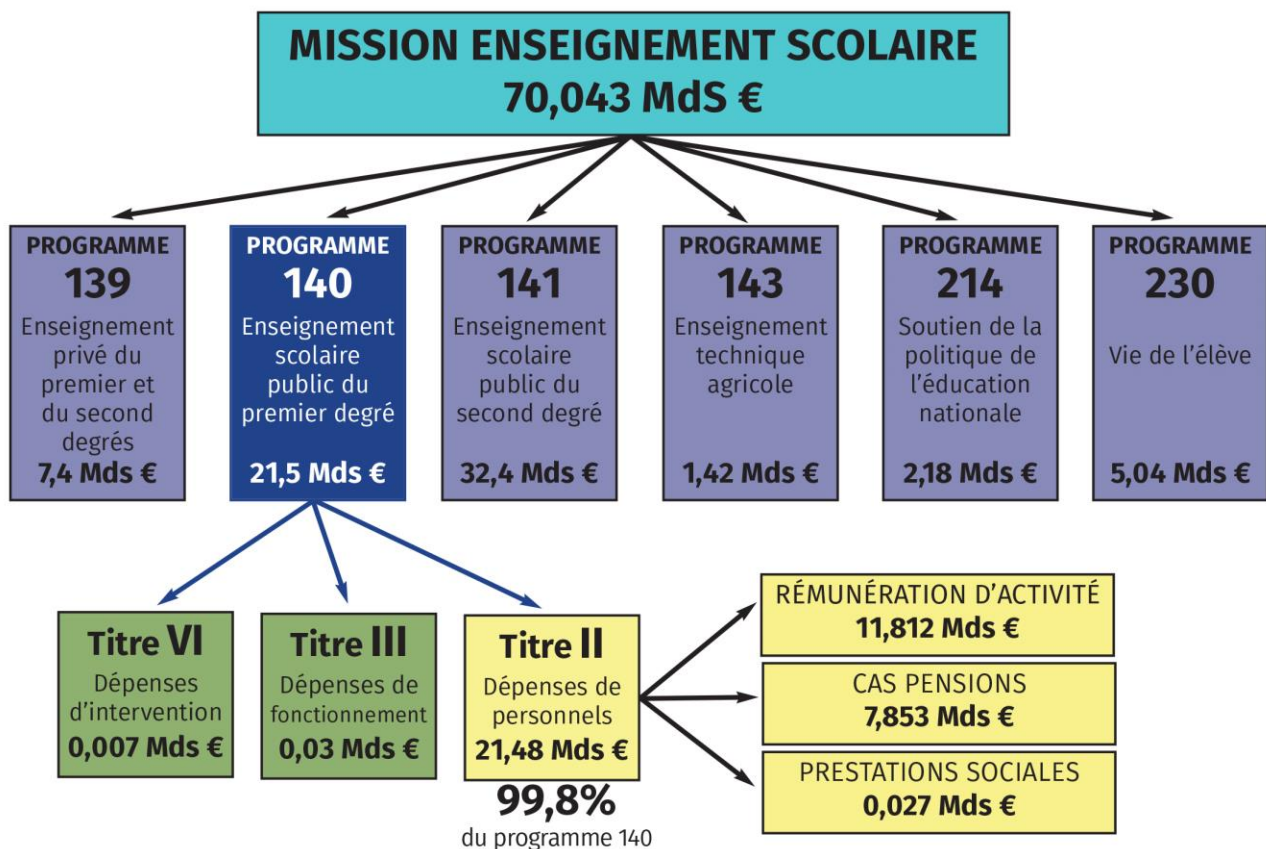 MISSION ENSEIGNEMENT SCOLAIRE
70,043 MdS €
PROGRAMME
139
Enseignement
privé du
premier et
du second
degrés
7,4 Mds €
PROGRAMME
140
Enseignement
scolaire
public du
premier degré
21,5 Mds €
PROGRAMME
141
Enseignement
scolaire
public du
second degré
32,4 Mds €
PROGRAMME
143
Enseignement
technique
agricole
1,42 Mds €
PROGRAMME
214
Soutien de la
politique de
l'éducation
nationale
2,18 Mds €
PROGRAMME
230
Vie de l'élève
5,04 Mds €
Titre VI
Dépenses
d'intervention
0,007 Mds €
Titre III
Dépenses de
fonctionnement
0,03 Mds €
Titre II
Dépenses de
personnels
21,48 Mds €
99,8%
du programme 140
RÉMUNÉRATION D'ACTIVITÉ
11,812 Mds €
CAS PENSIONS
7,853 Mds €
PRESTATIONS SOCIALES
0,027 Mds €